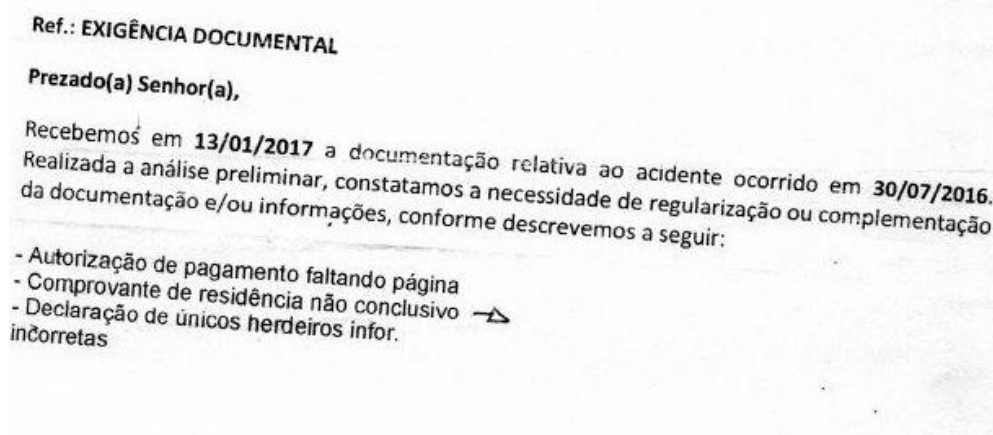 Ref.: EXIGÊNCIA DOCUMENTAL
Prezado(a) Senhor(a),
Recebemos em 13/01/2017 a documentação relativa ao acidente ocorrido em 30/07/2016.
Realizada a análise preliminar, constatamos a necessidade de regularização ou complementação
da documentação e/ou informações, conforme descrevemos a seguir:
- Autorização de pagamento faltando página
- Comprovante de residência não conclusivo
- Declaração de únicos herdeiros infor.
incorretas